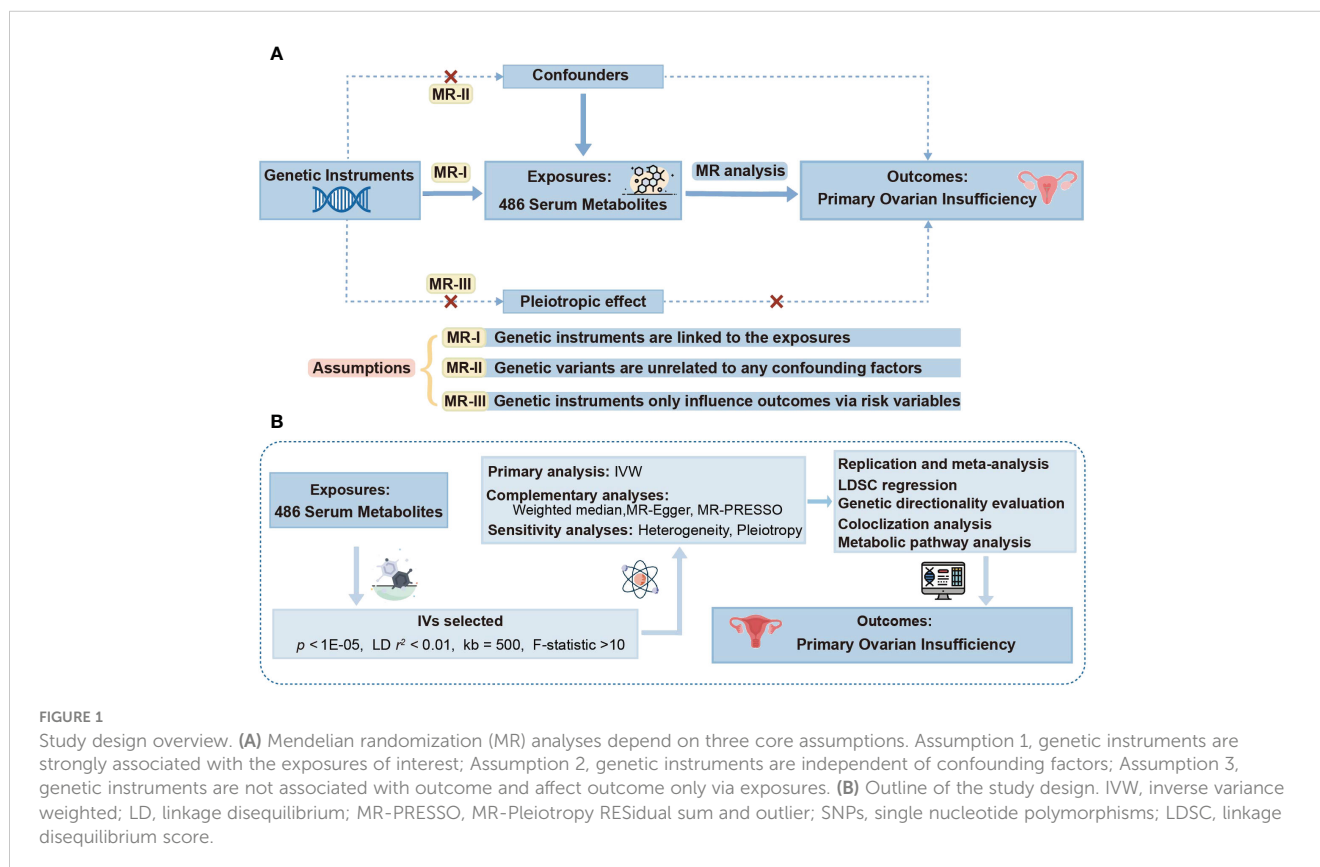 A
Confounders
MR-II
Genetic Instruments
MR-I
Exposures:
486 Serum Metabolites
MR analysis
Outcomes:
Primary Ovarian Insufficiency
MR-III
Pleiotropic effect
Assumptions
MR-I Genetic instruments are linked to the exposures
MR-II Genetic variants are unrelated to any confounding factors
MR-III Genetic instruments only influence outcomes via risk variables
B
Exposures:
486 Serum Metabolites
IVs selected
p < 1E-05, LD r² < 0.01, kb = 500, F-statistic >10
Primary analysis: IVW
Complementary analyses:
Weighted median,MR-Egger, MR-PRESSO
Sensitivity analyses: Heterogeneity, Pleiotropy
Replication and meta-analysis
LDSC regression
Genetic directionality evaluation
Coloclization analysis
Metabolic pathway analysis
Outcomes:
Primary Ovarian Insufficiency
FIGURE 1
Study design overview. (A) Mendelian randomization (MR) analyses depend on three core assumptions. Assumption 1, genetic instruments are
strongly associated with the exposures of interest; Assumption 2, genetic instruments are independent of confounding factors; Assumption 3,
genetic instruments are not associated with outcome and affect outcome only via exposures. (B) Outline of the study design. IVW, inverse variance
weighted; LD, linkage disequilibrium; MR-PRESSO, MR-Pleiotropy RESidual sum and outlier; SNPs, single nucleotide polymorphisms; LDSC, linkage
disequilibrium score.